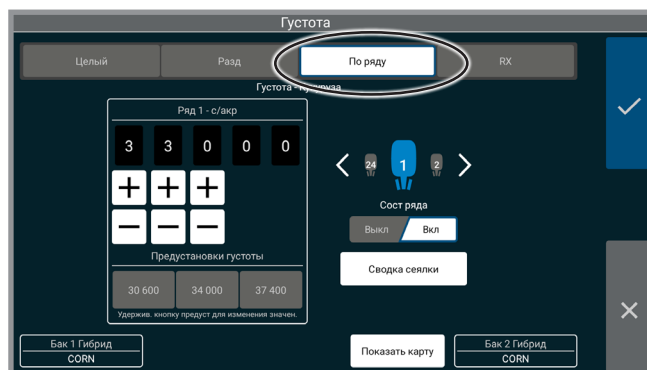 Густота
Целый
Разд
По ряду
RX
Густота - Кукуруза
Ряд 1 - с/акр
3 3 0 0 0
24 1 2
Сост ряда
Выкл Вкл
Предустановки густоты
Сводка сеялки
30 600 34 000 37 400
Удержив. кнопку предуст для изменения значен.
Бак 1 Гибрид
CORN
Показать карту
Бак 2 Гибрид
CORN